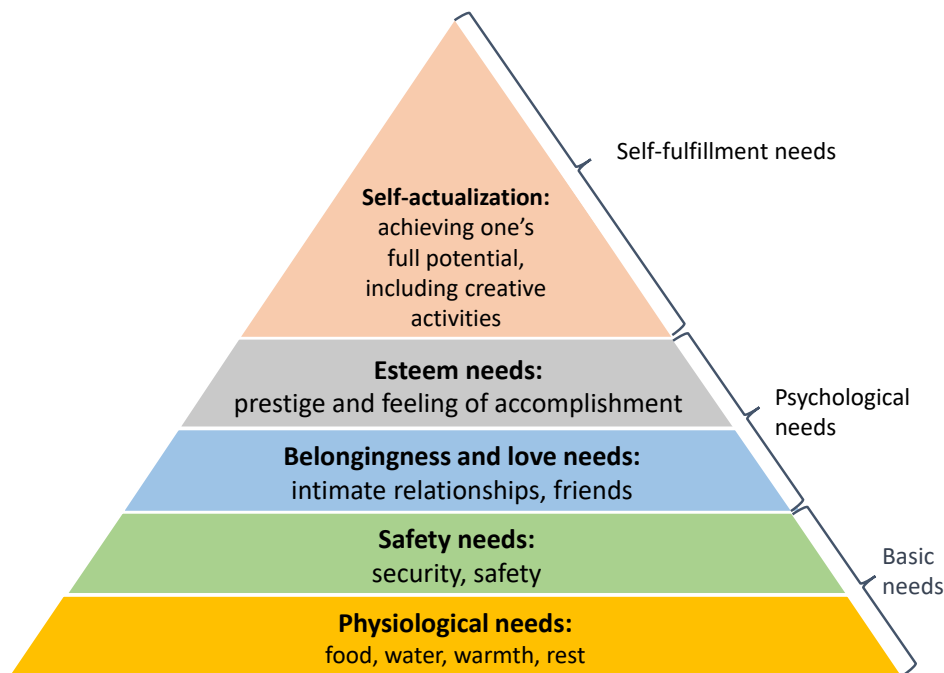 Self-fulfillment needs
Self-actualization:
achieving one’s
full potential,
including creative
activities
Esteem needs:
prestige and feeling of accomplishment
Psychological
needs
Belongingness and love needs:
intimate relationships, friends
Safety needs:
security, safety
Basic
needs
Physiological needs:
food, water, warmth, rest